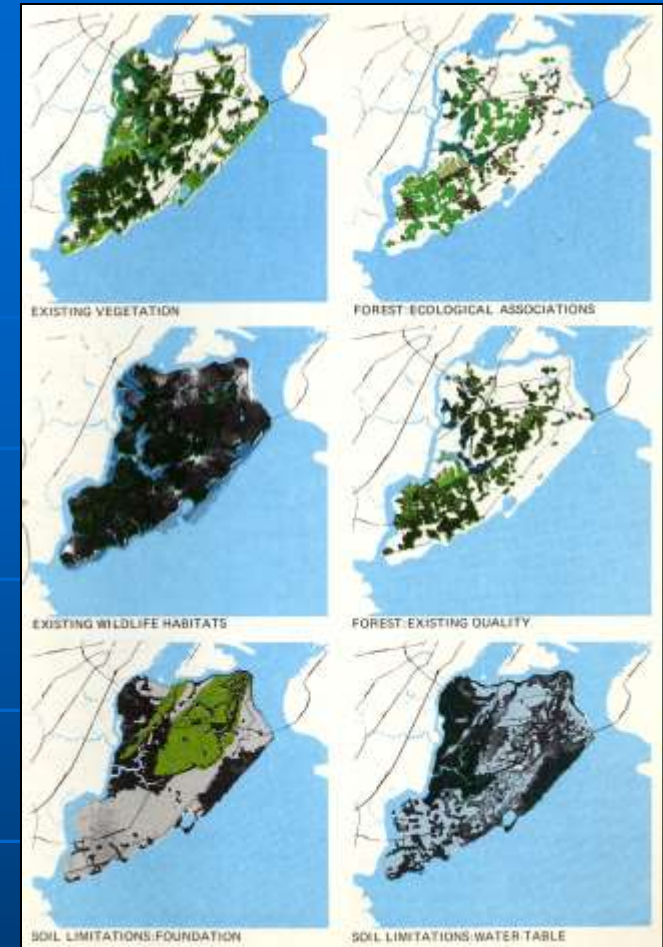 EXISTING VEGETATION
FOREST:ECOLOGICAL ASSOCIATIONS
EXISTING WILDLIFE HABITATS
FOREST:EXISTING QUALITY
SOIL LIMITATIONS:FOUNDATION
SOIL LIMITATIONS:WATER TABLE